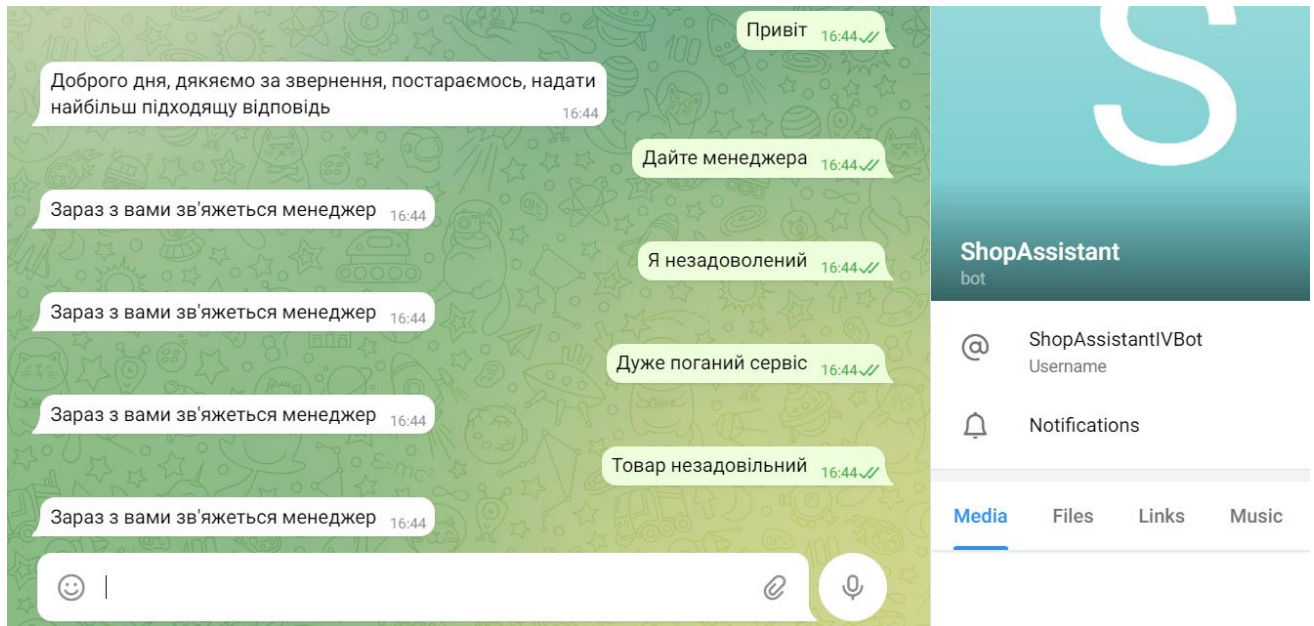 Привіт 16:44
Доброго дня, дякяємо за звернення, постараємось, надати
найбільш підходящу відповідь 16:44
Дайте менеджера 16:44
Зараз з вами зв'яжеться менеджер 16:44
Я незадоволений 16:44
Зараз з вами зв'яжеться менеджер 16:44
Дуже поганий сервіс 16:44
Зараз з вами зв'яжеться менеджер 16:44
Товар незадовільний 16:44
Зараз з вами зв'яжеться менеджер 16:44
S
ShopAssistant
bot
@ ShopAssistantIVBot
Username
Notifications
Media Files Links Music